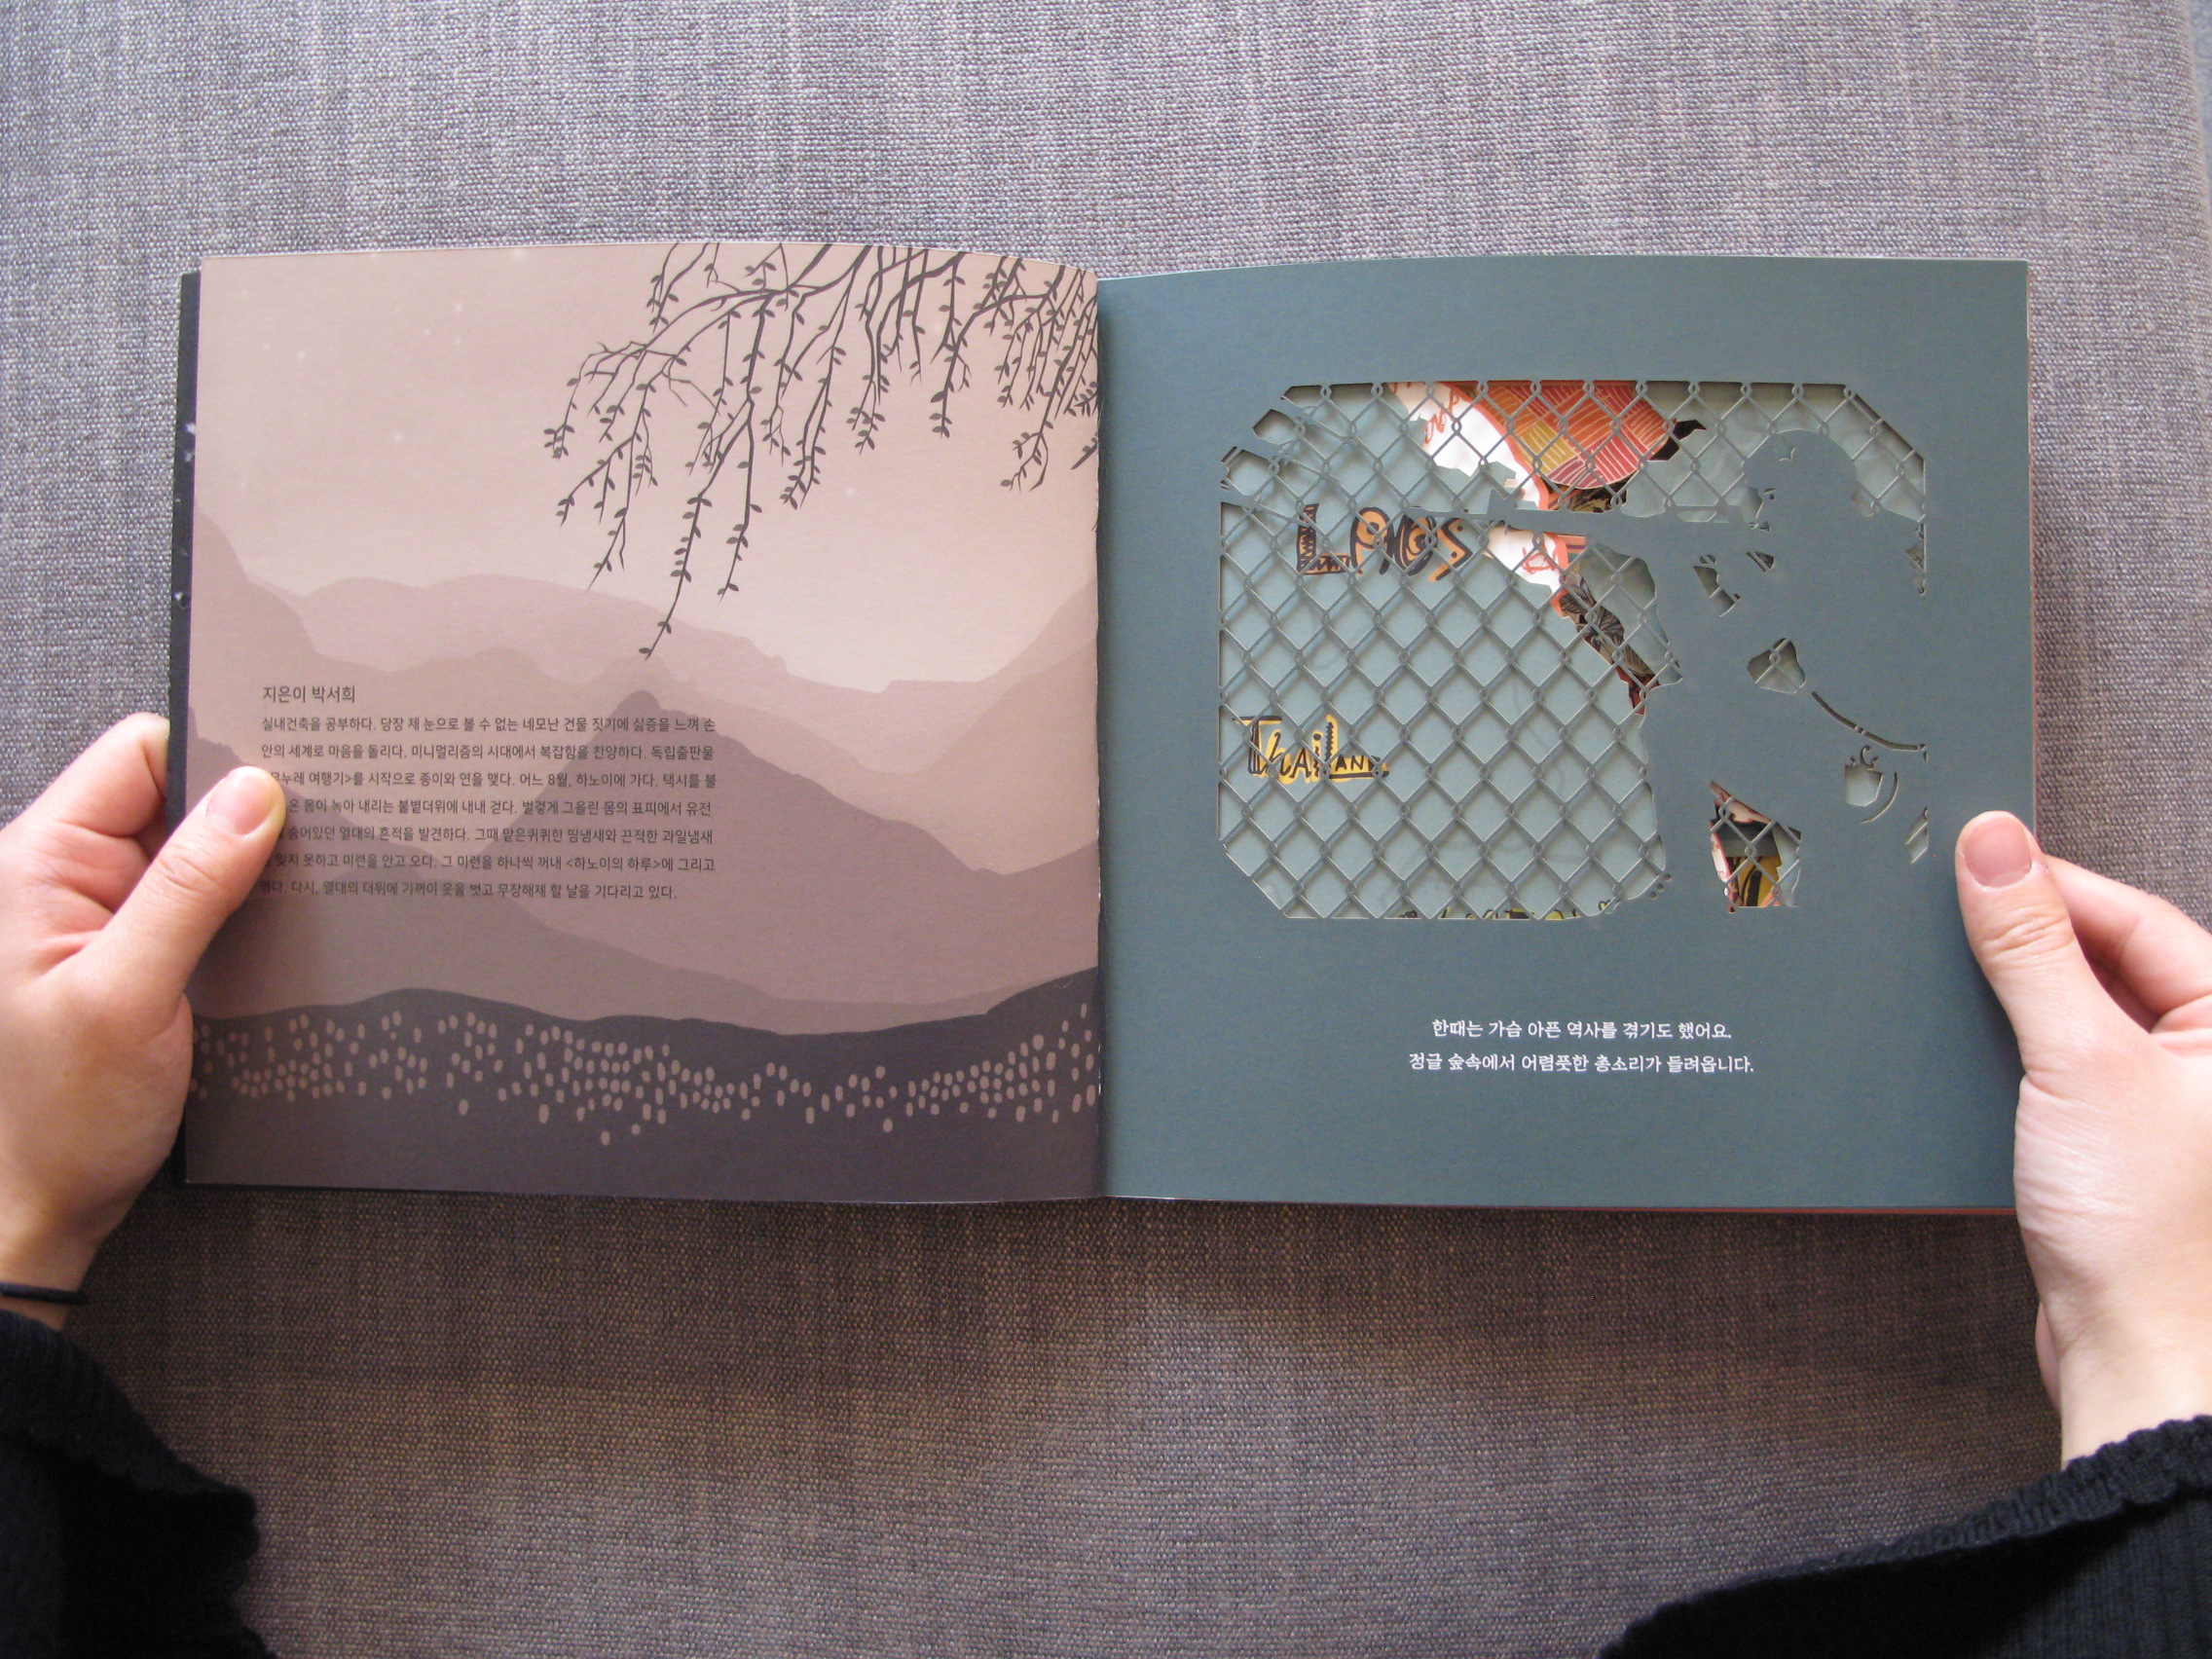 지은이 박서희
실내건축을 공부하다. 당장 제 눈으로 볼 수 없는 네모난 건물 짓기에 싫증을 느껴 손
안의 세계로 마음을 돌리다. 미니멀리즘의 시대에서 복잡함을 찬양하다. 독립출판물
여행기>를 시작으로 종이와 연을 맺다. 어느 8월, 하노이에 가다. 택시를 불
온 몸이 녹아 내리는 불볕더위에 내내 걷다. 벌겋게 그을린 몸의 표피에서 유전
숨어있던 열대의 흔적을 발견하다. 그때 맡은퀴퀴한 땀냄새와 끈적한 과일냄새
잊지 못하고 미련을 안고 오다. 그 미련을 하나씩 꺼내 <하노이의 하루>에 그리고
엮다. 다시, 열대의 더위에 기꺼이 옷을 벗고 무장해제 할 날을 기다리고 있다.
LAOS
THAILAND
한때는 가슴 아픈 역사를 겪기도 했어요.
정글 숲속에서 어렴풋한 총소리가 들려옵니다.